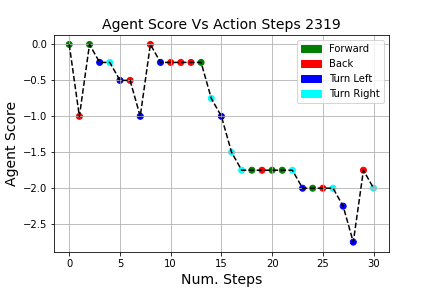 Agent Score Vs Action Steps 2319
Agent Score
0.0
−0.5
−1.0
−1.5
−2.0
−2.5
Forward
Back
Turn Left
Turn Right
0 5 10 15 20 25 30
Num. Steps